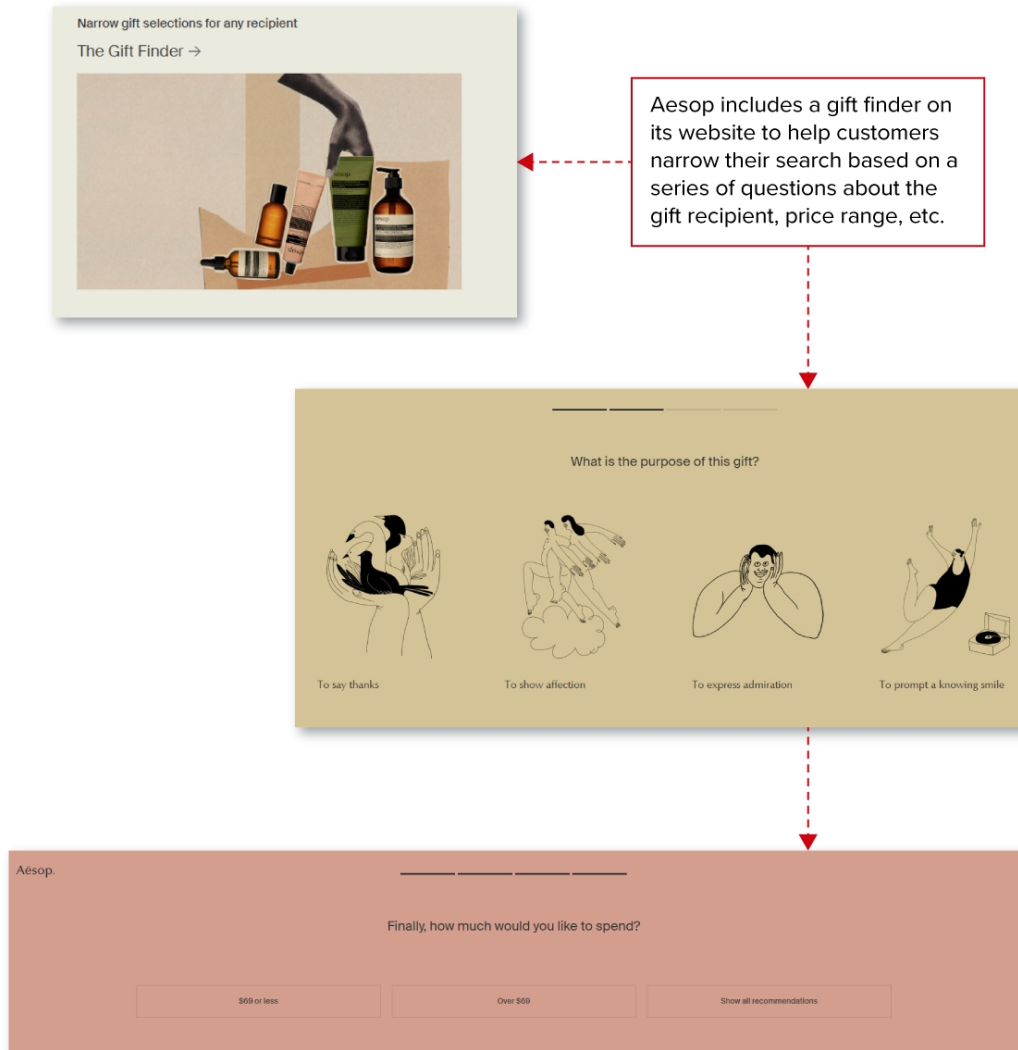 Narrow gift selections for any recipient
The Gift Finder →
Aesop includes a gift finder on
its website to help customers
narrow their search based on a
series of questions about the
gift recipient, price range, etc.
What is the purpose of this gift?
To say thanks
To show affection
To express admiration
To prompt a knowing smile
Aēsop.
Finally, how much would you like to spend?
$69 or less
Over $69
Show all recommendations